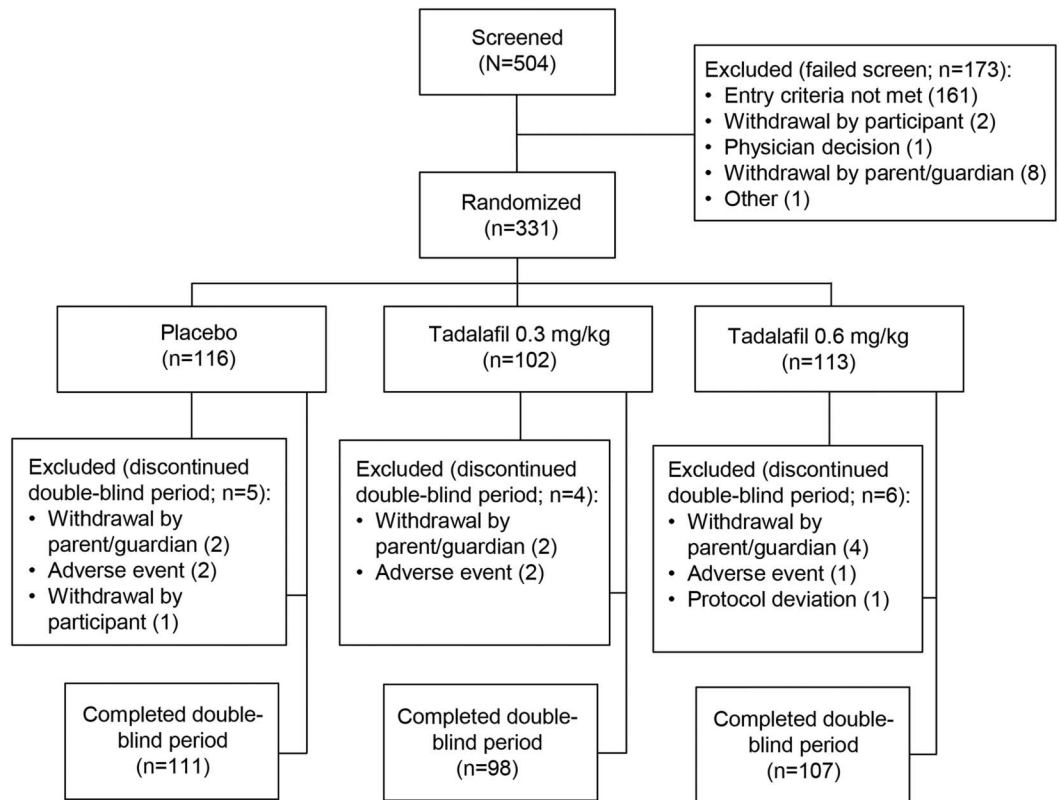 Screened
(N=504)
Excluded (failed screen; n=173):
• Entry criteria not met (161)
• Withdrawal by participant (2)
• Physician decision (1)
• Withdrawal by parent/guardian (8)
• Other (1)
Randomized
(n=331)
Placebo
(n=116)
Tadalafil 0.3 mg/kg
(n=102)
Tadalafil 0.6 mg/kg
(n=113)
Excluded (discontinued
double-blind period; n=5):
• Withdrawal by
parent/guardian (2)
• Adverse event (2)
• Withdrawal by
participant (1)
Excluded (discontinued
double-blind period; n=4):
• Withdrawal by
parent/guardian (2)
• Adverse event (2)
Excluded (discontinued
double-blind period; n=6):
• Withdrawal by
parent/guardian (4)
• Adverse event (1)
• Protocol deviation (1)
Completed double-
blind period
(n=111)
Completed double-
blind period
(n=98)
Completed double-
blind period
(n=107)